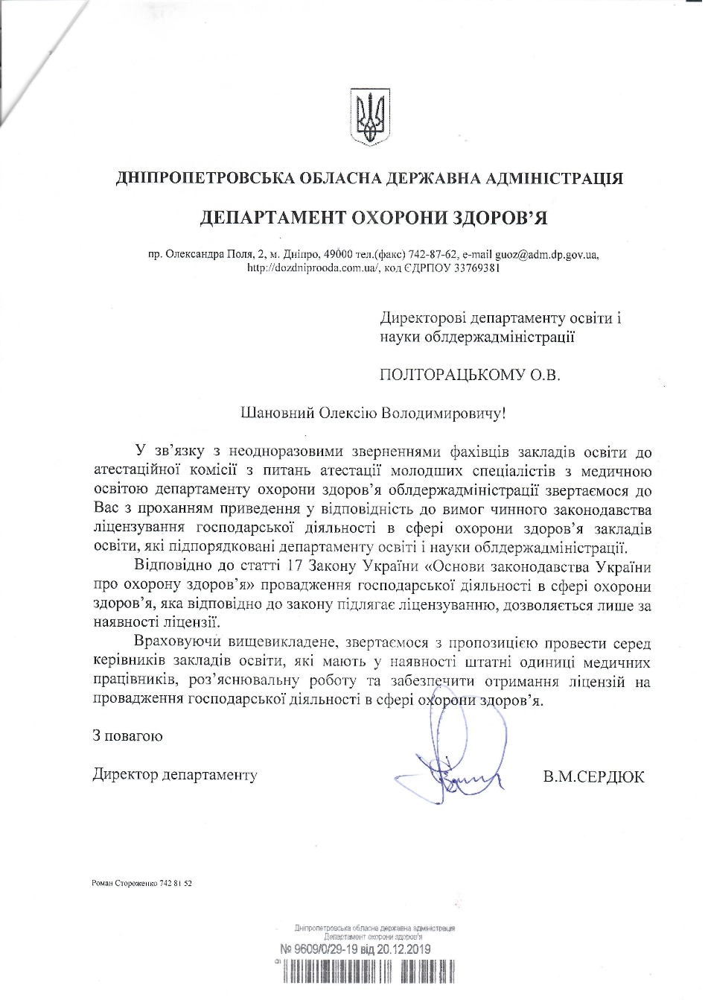 ДНІПРОПЕТРОВСЬКА ОБЛАСНА ДЕРЖАВНА АДМІНІСТРАЦІЯ
ДЕПАРТАМЕНТ ОХОРОНИ ЗДОРОВ’Я
пр. Олександра Поля, 2, м. Дніпро, 49000 тел.(факс) 742-87-62, e-mail guoz@adm.dp.gov.ua,
http://dozdniprooda.com.ua/, код ЄДРПОУ 33769381
Директорові департаменту освіти і
науки облдержадміністрації
ПОЛТОРАЦЬКОМУ О.В.
Шановний Олексію Володимировичу!
У зв’язку з неодноразовими зверненнями фахівців закладів освіти до
атестаційної комісії з питань атестації молодших спеціалістів з медичною
освітою департаменту охорони здоров’я облдержадміністрації звертаємося до
Вас з проханням приведення у відповідність до вимог чинного законодавства
ліцензування господарської діяльності в сфері охорони здоров’я закладів
освіти, які підпорядковані департаменту освіті і науки облдержадміністрації.
Відповідно до статті 17 Закону України «Основи законодавства України
про охорону здоров’я» провадження господарської діяльності в сфері охорони
здоров’я, яка відповідно до закону підлягає ліцензуванню, дозволяється лише за
наявності ліцензії.
Враховуючи вищевикладене, звертаємося з пропозицією провести серед
керівників закладів освіти, які мають у наявності штатні одиниці медичних
працівників, роз’яснювальну роботу та забезпечити отримання ліцензій на
провадження господарської діяльності в сфері охорони здоров’я.
З повагою
Директор департаменту В.М.СЕРДЮК
Роман Стороженко 742 81 52
Дніпропетровська обласна державна адміністрація
Департамент охорони здоров'я
№ 9609/0/29-19 від 20.12.2019